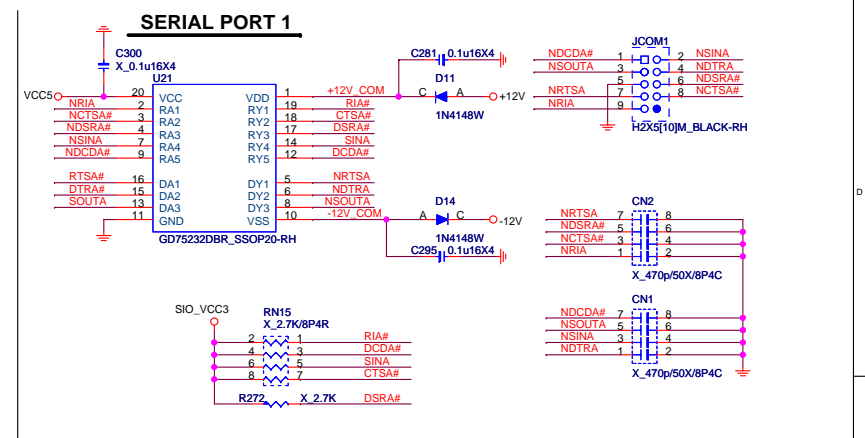 SERIAL PORT 1
C300
X_0.1u16X4
U21
VCC5
20 VCC VDD 1 +12V_COM
NRIA 2 RA1 RY1 19 RIA#
NCTSA# 3 RA2 RY2 18 CTSA#
NDSRA# 4 RA3 RY3 17 DSRA#
NSINA 7 RA4 RY4 14 SINA
NDCDA# 9 RA5 RY5 12 DCDA#
RTSA# 16 DA1 DY1 5 NRTSA
DTRA# 15 DA2 DY2 6 NDTRA
SOUTA 13 DA3 DY3 8 NSOUTA
11 GND VSS 10 -12V_COM
GD75232DBR_SSOP20-RH
C281 0.1u16X4
D11
C A +12V
1N4148W
D14
A C -12V
1N4148W
C295 0.1u16X4
JCOM1
NDCDA# 1 2 NSINA
NSOUTA 3 4 NDTRA
5 6 NDSRA#
NRTSA 7 8 NCTSA#
NRIA 9
H2X5[10]M_BLACK-RH
CN2
NRTSA 7 8
NDSRA# 5 6
NCTSA# 3 4
NRIA 1 2
X_470p/50X/8P4C
CN1
NDCDA# 7 8
NSOUTA 5 6
NSINA 3 4
NDTRA 1 2
X_470p/50X/8P4C
SIO_VCC3
RN15
X_2.7K/8P4R
2 1 RIA#
4 3 DCDA#
6 5 SINA
8 7 CTSA#
R272 X_2.7K DSRA#
D